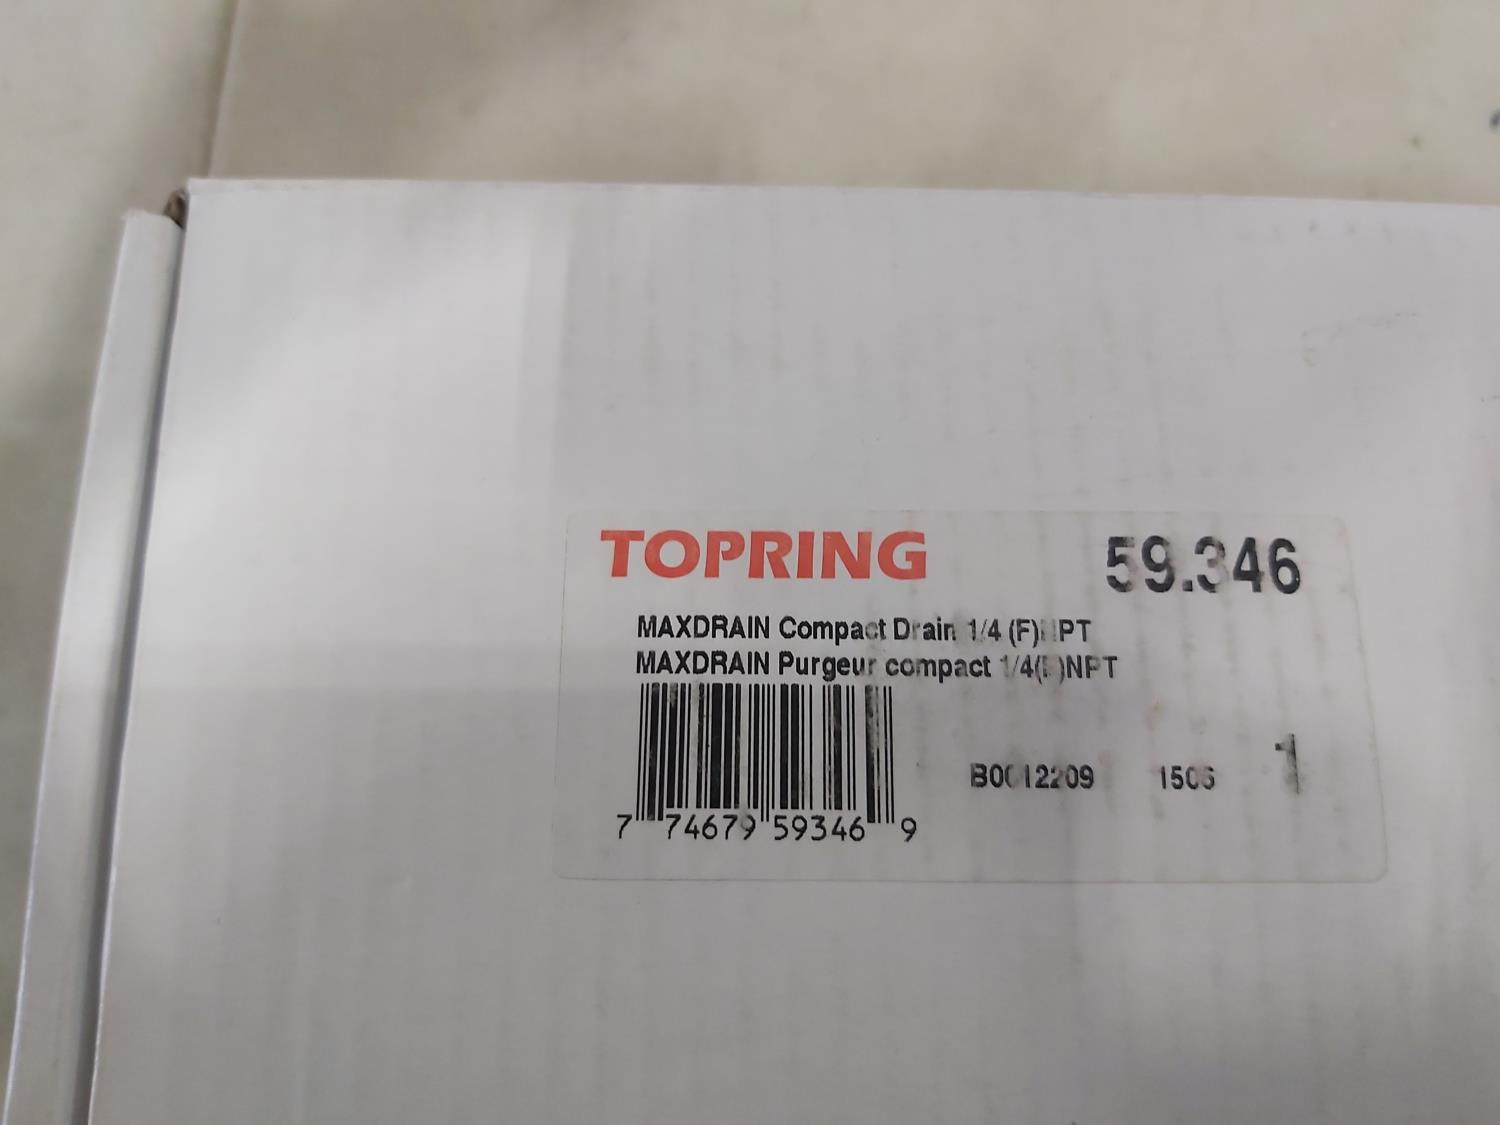 TOPRING 59.346
MAXDRAIN Compact Drain 1/4 (F)NPT
MAXDRAIN Purgeur compact 1/4(F)NPT
B0012209 1506 1
7 74679 59346 9